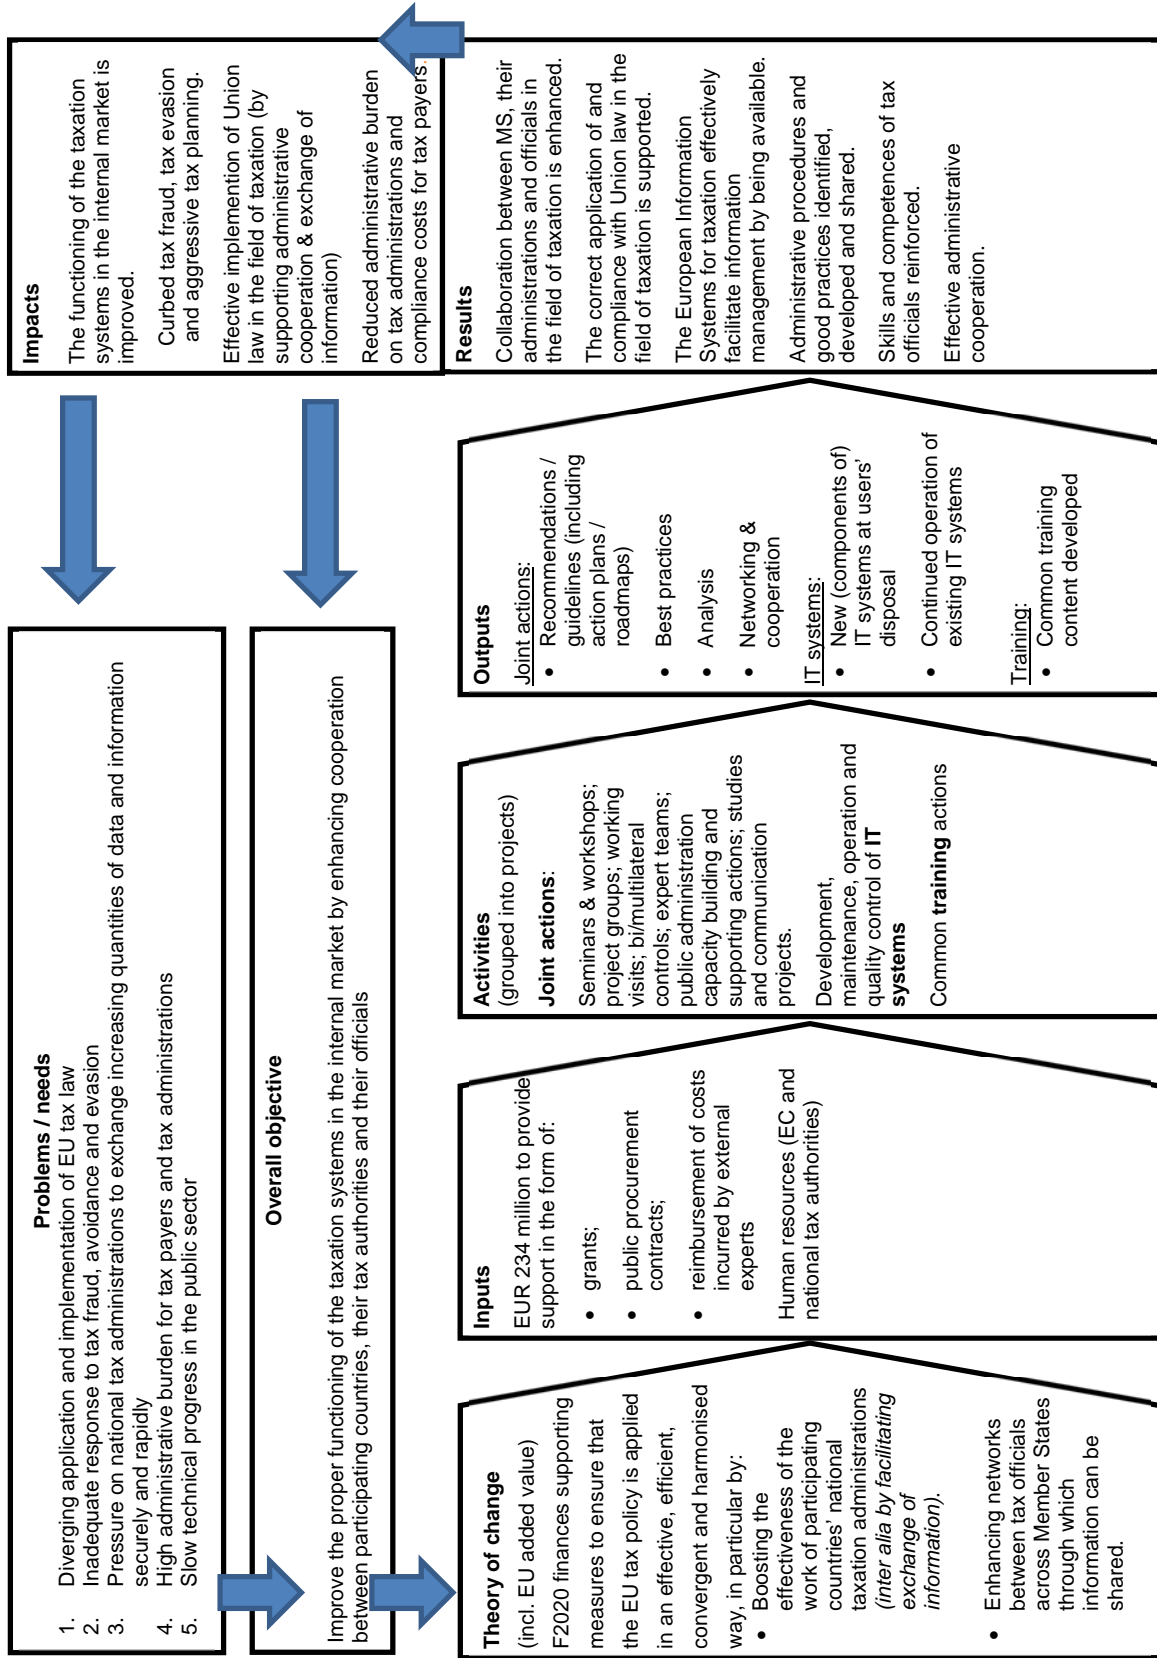 Problems / needs
1. Diverging application and implementation of EU tax law
2. Inadequate response to tax fraud, avoidance and evasion
3. Pressure on national tax administrations to exchange increasing quantities of data and information
securely and rapidly
4. High administrative burden for tax payers and tax administrations
5. Slow technical progress in the public sector
Overall objective
Improve the proper functioning of the taxation systems in the internal market by enhancing cooperation
between participating countries, their tax authorities and their officials
Theory of change
(incl. EU added value)
F2020 finances supporting
measures to ensure that
the EU tax policy is applied
in an effective, efficient,
convergent and harmonised
way, in particular by:
• Boosting the
effectiveness of the
work of participating
countries’ national
taxation administrations
(inter alia by facilitating
exchange of
information).
• Enhancing networks
between tax officials
across Member States
through which
information can be
shared.
Inputs
EUR 234 million to provide
support in the form of:
• grants;
• public procurement
contracts;
• reimbursement of costs
incurred by external
experts
Human resources (EC and
national tax authorities)
Activities
(grouped into projects)
Joint actions:
Seminars & workshops;
project groups; working
visits; bi/multilateral
controls; expert teams;
public administration
capacity building and
supporting actions; studies
and communication
projects.
Development,
maintenance, operation and
quality control of IT
systems
Common training actions
Outputs
Joint actions:
• Recommendations /
guidelines (including
action plans /
roadmaps)
• Best practices
• Analysis
• Networking &
cooperation
IT systems:
• New (components of)
IT systems at users’
disposal
• Continued operation of
existing IT systems
Training:
• Common training
content developed
Results
Collaboration between MS, their
administrations and officials in
the field of taxation is enhanced.
The correct application of and
compliance with Union law in the
field of taxation is supported.
The European Information
Systems for taxation effectively
facilitate information
management by being available.
Administrative procedures and
good practices identified,
developed and shared.
Skills and competences of tax
officials reinforced.
Effective administrative
cooperation.
Impacts
The functioning of the taxation
systems in the internal market is
improved.
Curbed tax fraud, tax evasion
and aggressive tax planning.
Effective implemention of Union
law in the field of taxation (by
supporting administrative
cooperation & exchange of
information)
Reduced administrative burden
on tax administrations and
compliance costs for tax payers.